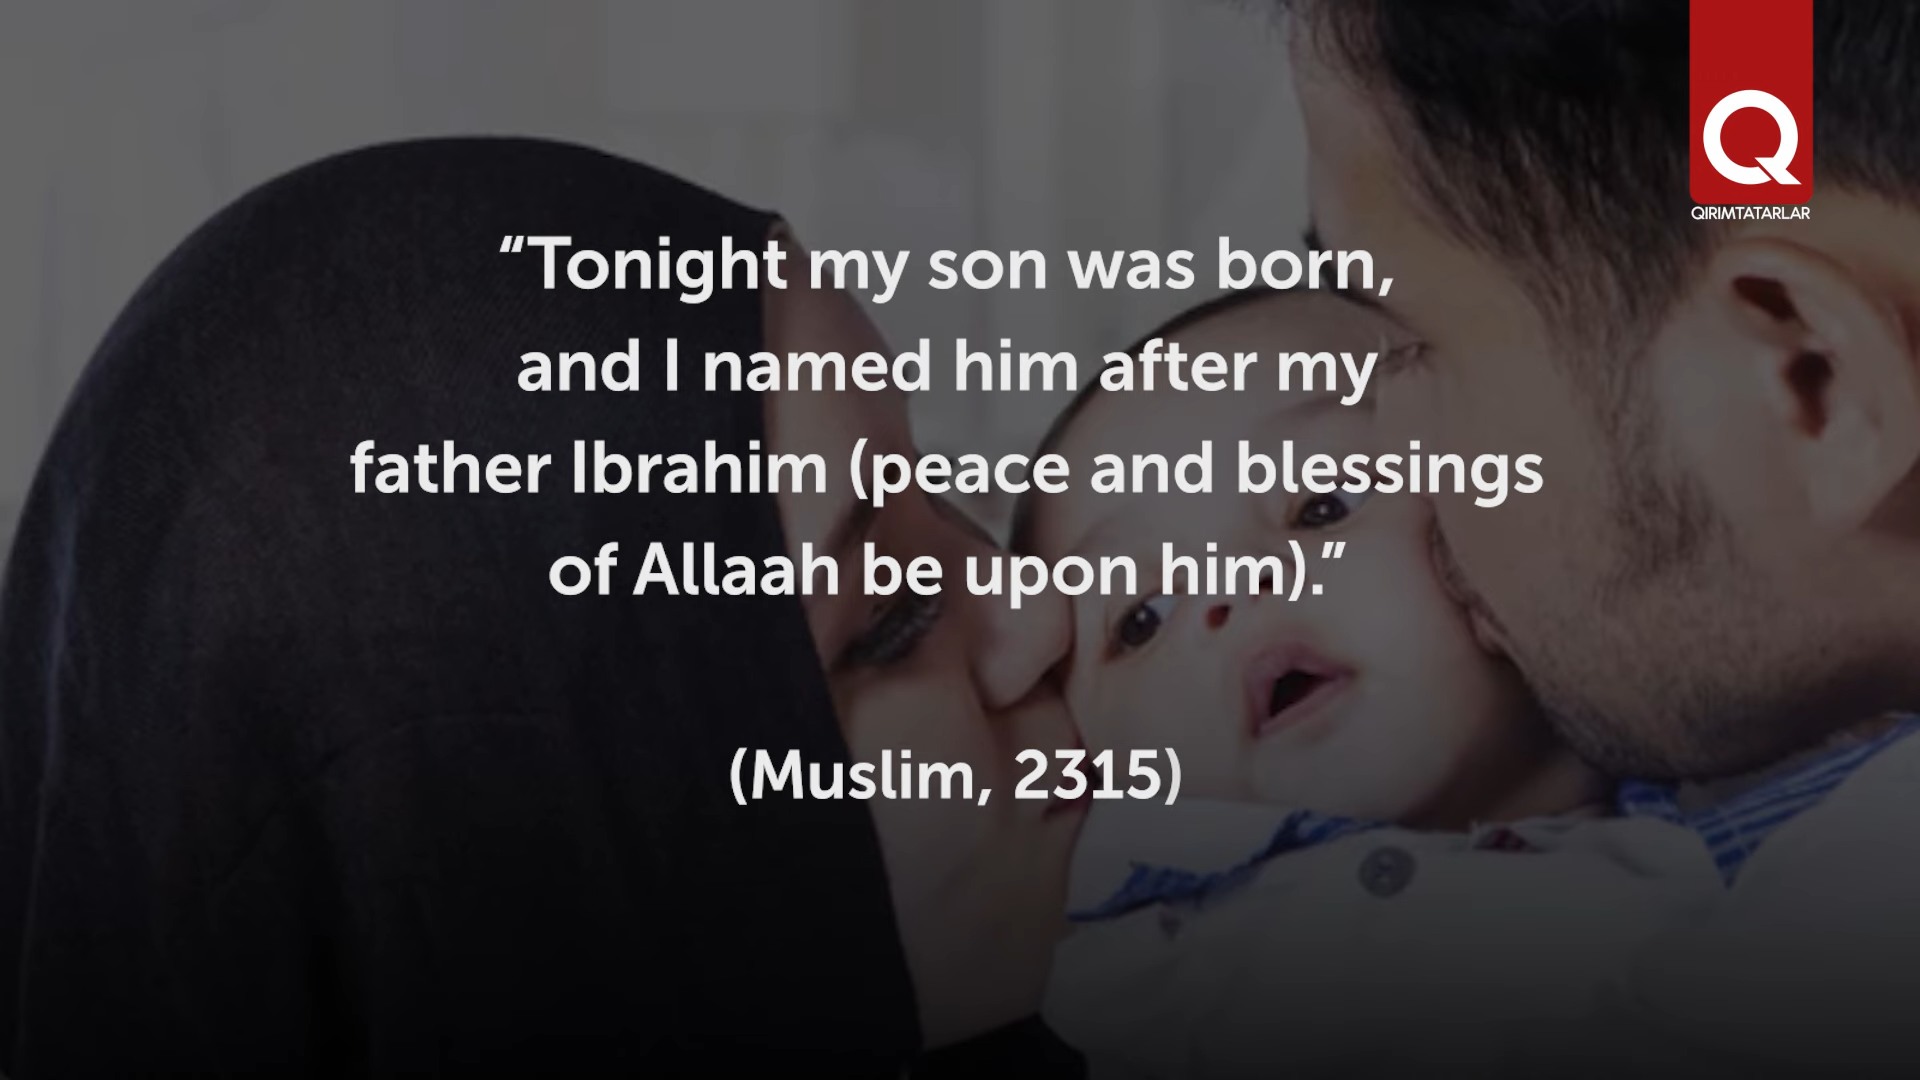 QIRIMTATARLAR
“Tonight my son was born,
and I named him after my
father Ibrahim (peace and blessings
of Allaah be upon him).”
(Muslim, 2315)